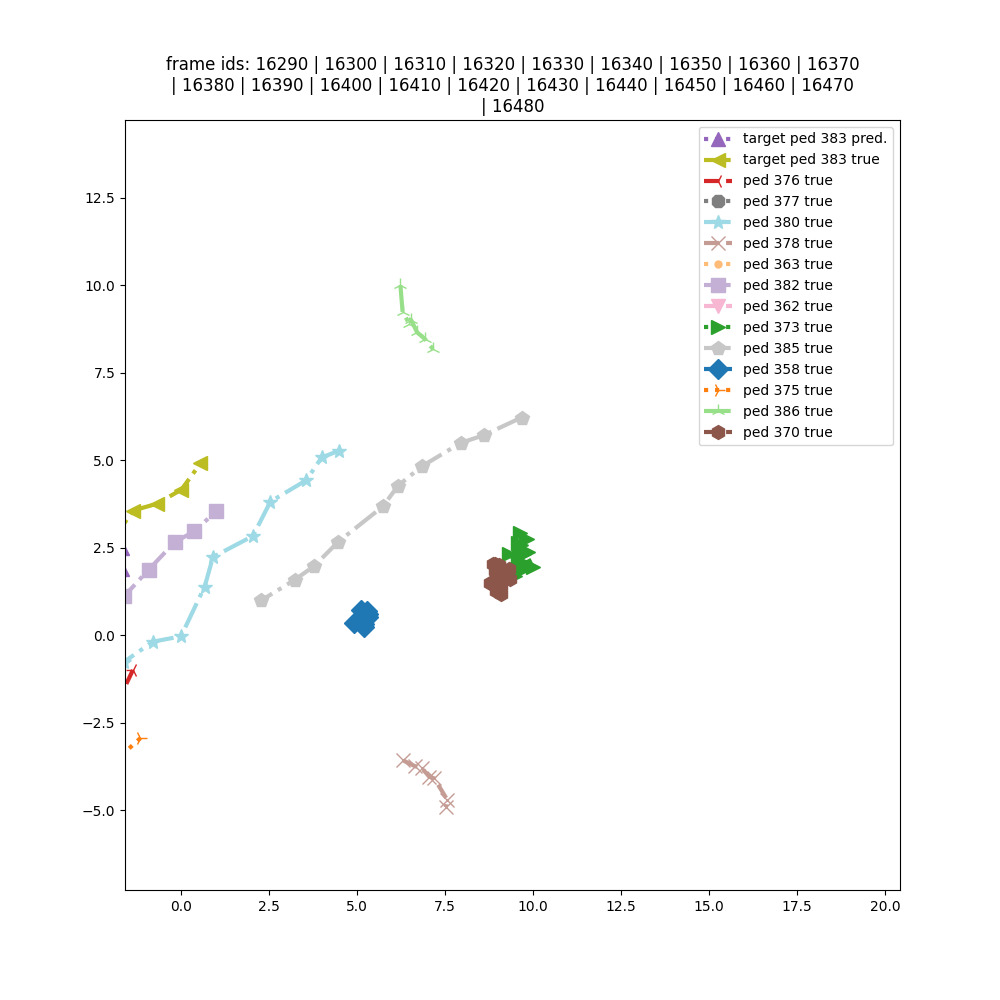 frame ids: 16290 | 16300 | 16310 | 16320 | 16330 | 16340 | 16350 | 16360 | 16370
| 16380 | 16390 | 16400 | 16410 | 16420 | 16430 | 16440 | 16450 | 16460 | 16470
| 16480
target ped 383 pred.
target ped 383 true
ped 376 true
ped 377 true
ped 380 true
ped 378 true
ped 363 true
ped 382 true
ped 362 true
ped 373 true
ped 385 true
ped 358 true
ped 375 true
ped 386 true
ped 370 true
12.5
10.0
7.5
5.0
2.5
0.0
−2.5
−5.0
0.0 2.5 5.0 7.5 10.0 12.5 15.0 17.5 20.0